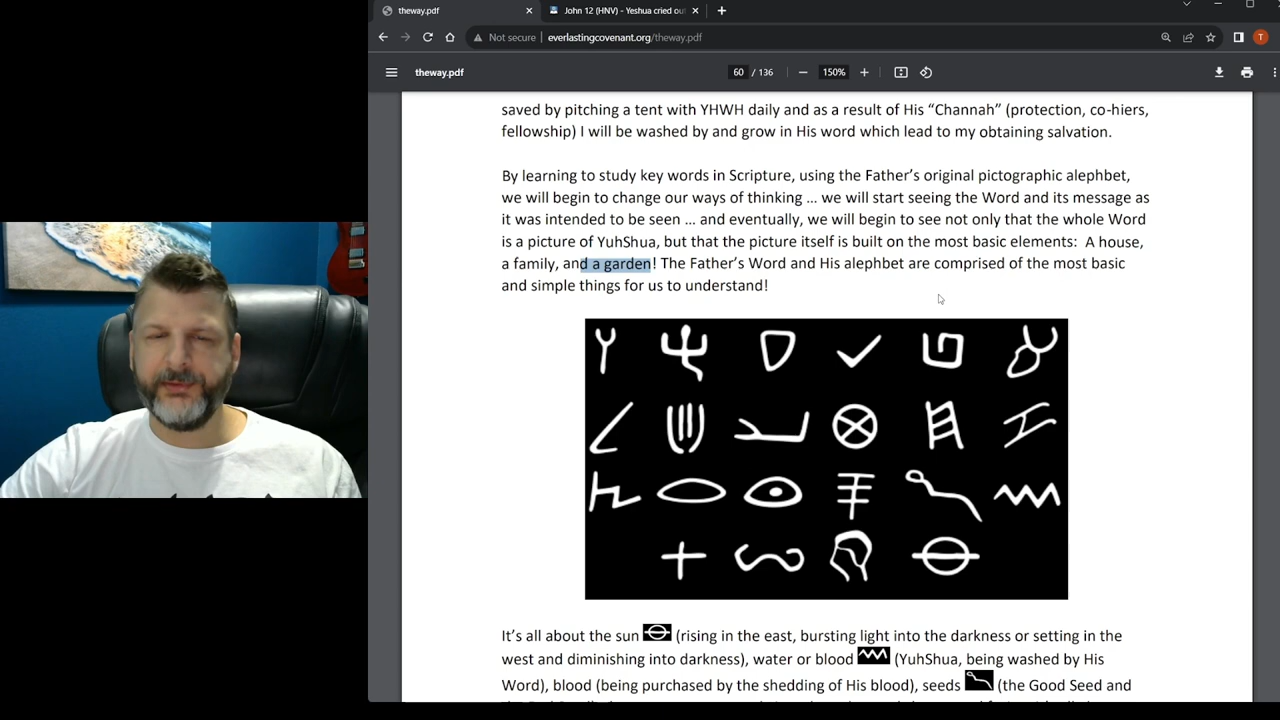 theway.pdf
John 12 (HNV) - Yeshua cried ou
Not secure | everlastingcovenant.org/theway.pdf
T
theway.pdf
60 / 136
150%
saved by pitching a tent with YHWH daily and as a result of His “Channah” (protection, co-hiers,
fellowship) I will be washed by and grow in His word which lead to my obtaining salvation.
By learning to study key words in Scripture, using the Father’s original pictographic alephbet,
we will begin to change our ways of thinking … we will start seeing the Word and its message as
it was intended to be seen … and eventually, we will begin to see not only that the whole Word
is a picture of YuhShua, but that the picture itself is built on the most basic elements: A house,
a family, and a garden! The Father’s Word and His alephbet are comprised of the most basic
and simple things for us to understand!
It’s all about the sun (rising in the east, bursting light into the darkness or setting in the
west and diminishing into darkness), water or blood (YuhShua, being washed by His
Word), blood (being purchased by the shedding of His blood), seeds (the Good Seed and